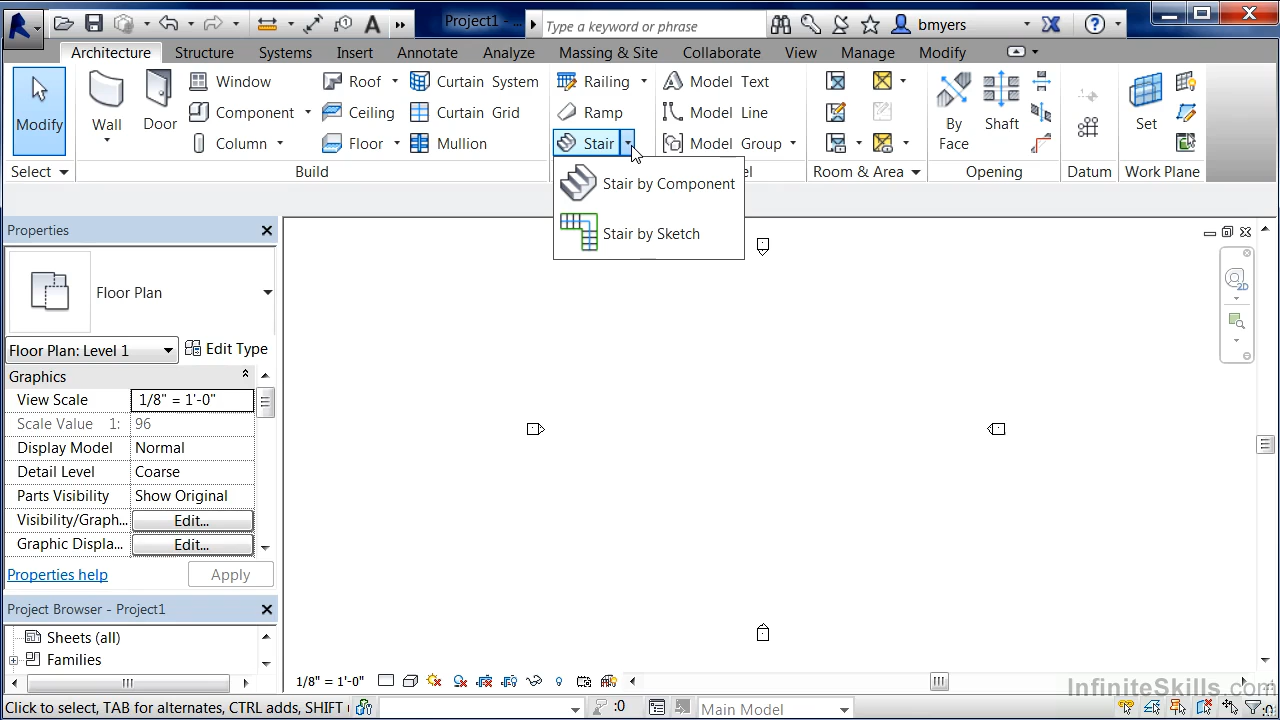 Project1 - ...
Type a keyword or phrase
bmyers
Architecture Structure Systems Insert Annotate Analyze Massing & Site Collaborate View Manage Modify
Modify
Wall
Door
Window
Component
Column
Roof
Ceiling
Floor
Curtain System
Curtain Grid
Mullion
Railing
Ramp
Stair
Model Text
Model Line
Model Group
By Face
Shaft
Set
Select
Build
Room & Area
Opening
Datum
Work Plane
Stair by Component
Stair by Sketch
Properties
Floor Plan
Floor Plan: Level 1
Edit Type
Graphics
View Scale 1/8" = 1'-0"
Scale Value 1: 96
Display Model Normal
Detail Level Coarse
Parts Visibility Show Original
Visibility/Graph... Edit...
Graphic Displa... Edit...
Properties help
Apply
Project Browser - Project1
Sheets (all)
Families
2D
1/8" = 1'-0"
Click to select, TAB for alternates, CTRL adds, SHIFT
:0
Main Model
:0
InfiniteSkills.com